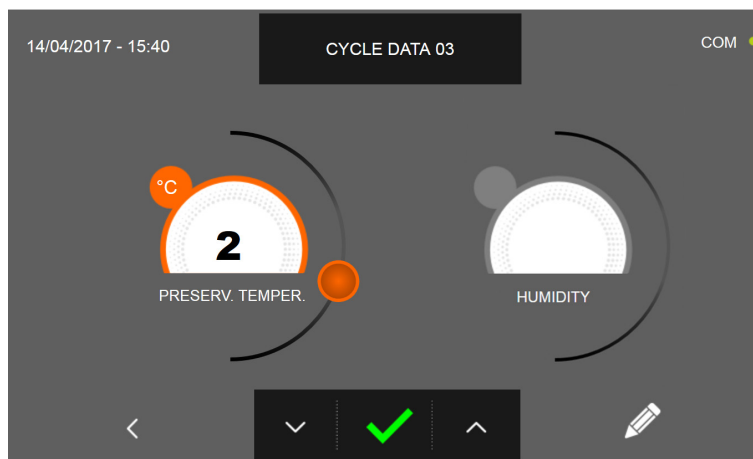 14/04/2017 - 15:40
CYCLE DATA 03
COM
°C
2
PRESERV. TEMPER.
HUMIDITY